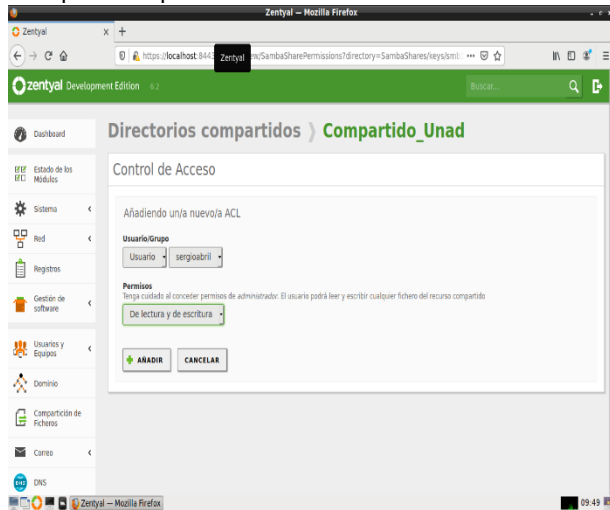 Zentyal — Mozilla Firefox
Zentyal
https://localhost:844
Zentyal
ew/SambaSharePermissions?directory=SambaShares/keys/smb
zentyal Development Edition 6.2
Buscar...
Dashboard
Directorios compartidos Compartido_Unad
Estado de los
Módulos
Control de Acceso
Sistema
Añadiendo un/a nuevo/a ACL
Red
Usuario/Grupo
Usuario sergioabril
Registros
Permisos
Tenga cuidado al conceder permisos de administrador. El usuario podrá leer y escribir cualquier fichero del recurso compartido
Gestión de
software
De lectura y de escritura
Usuarios y
Equipos
AÑADIR CANCELAR
Dominio
Compartición de
Ficheros
Correo
DNS
Zentyal — Mozilla Firefox
09:49